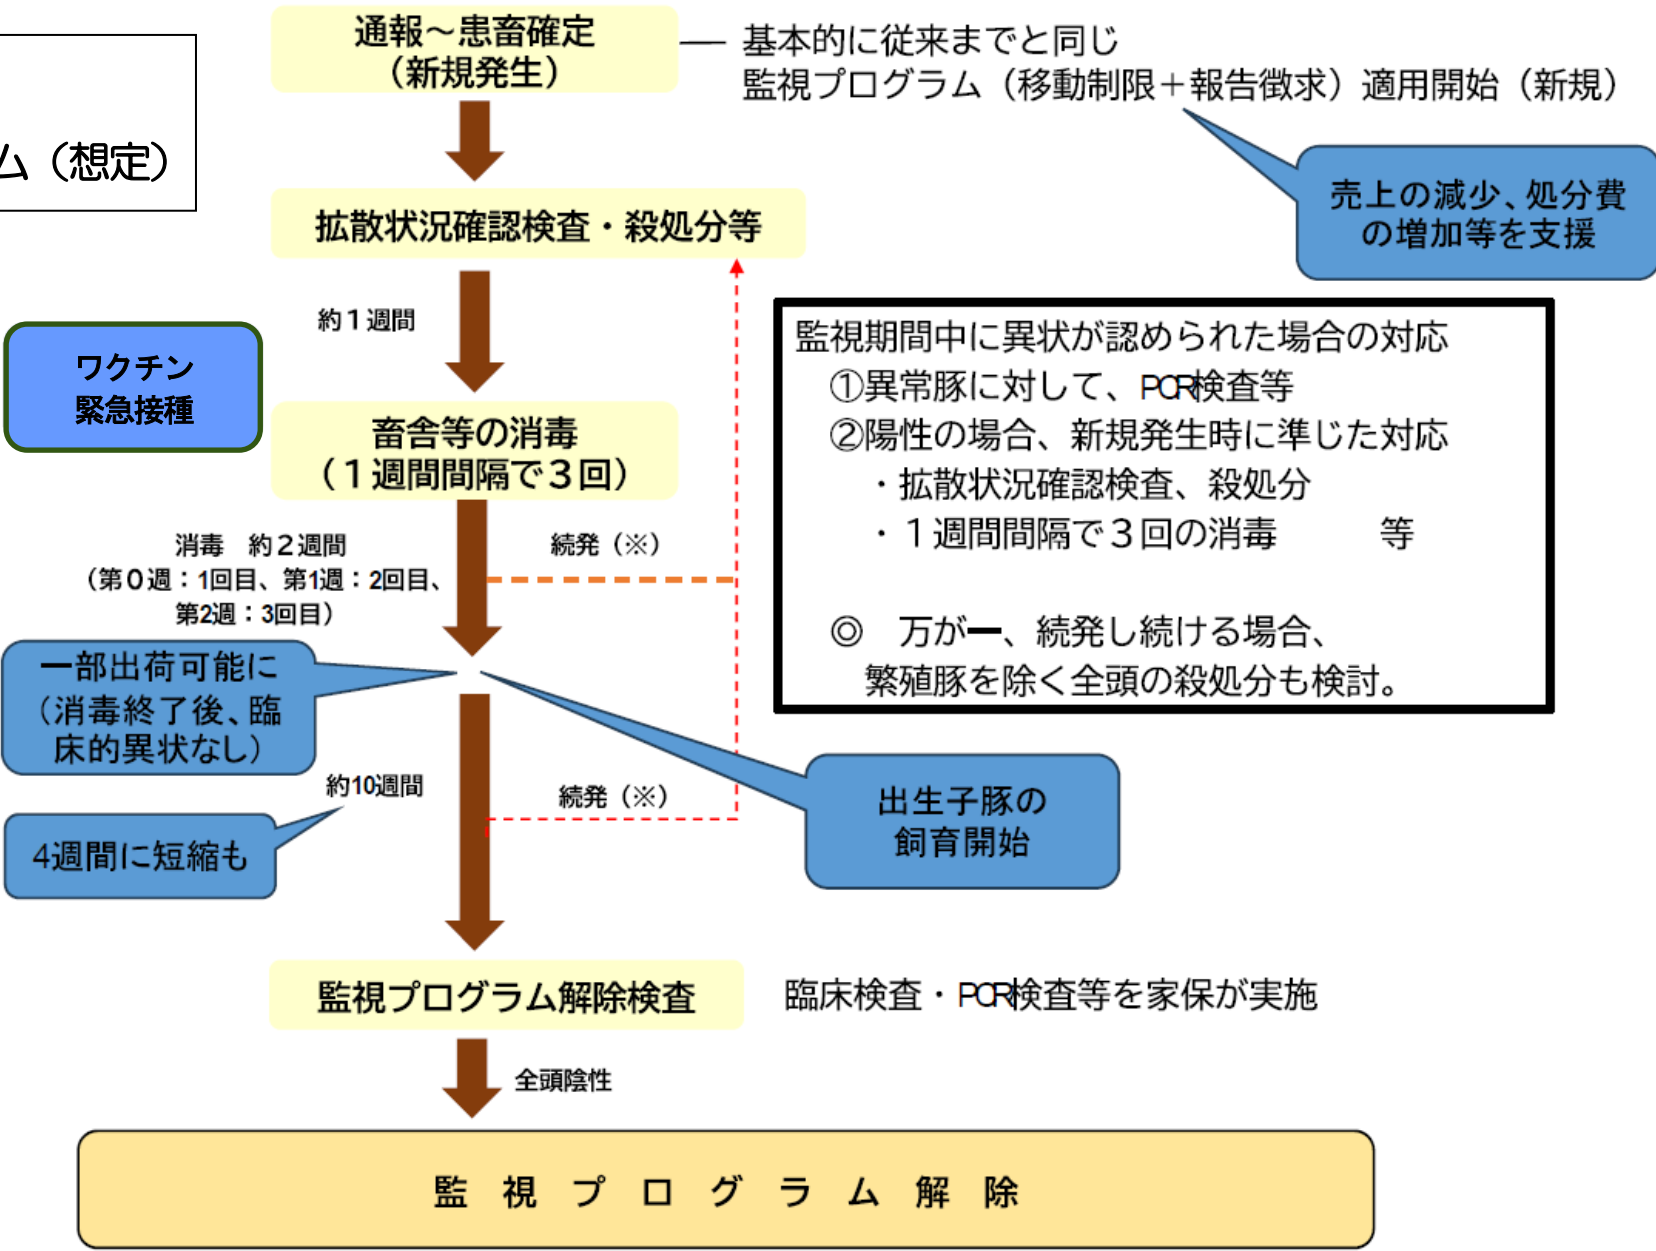 ム（想定）
通報～患畜確定
（新規発生）
基本的に従来までと同じ
監視プログラム（移動制限＋報告徴求）適用開始（新規）
売上の減少、処分費
の増加等を支援
拡散状況確認検査・殺処分等
約１週間
ワクチン
緊急接種
畜舎等の消毒
（１週間間隔で３回）
監視期間中に異状が認められた場合の対応
①異常豚に対して、PCR検査等
②陽性の場合、新規発生時に準じた対応
・拡散状況確認検査、殺処分
・１週間間隔で３回の消毒　　　等
◎　万が一、続発し続ける場合、
繁殖豚を除く全頭の殺処分も検討。
消毒　約２週間
（第０週：1回目、第1週：2回目、
第2週：3回目）
続発（※）
一部出荷可能に
（消毒終了後、臨
床的異状なし）
約10週間
4週間に短縮も
続発（※）
出生子豚の
飼育開始
監視プログラム解除検査
臨床検査・PCR検査等を家保が実施
全頭陰性
監視プログラム解除